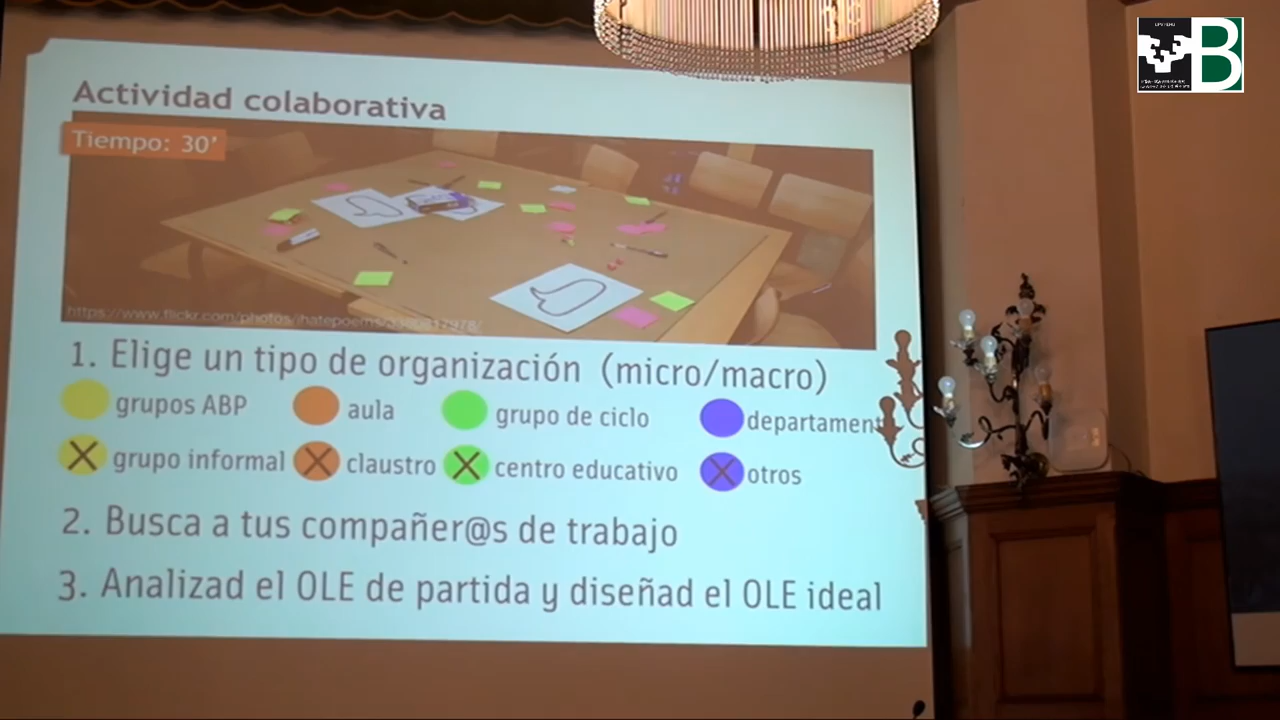 B
Actividad colaborativa
Tiempo: 30’
1. Elige un tipo de organización (micro/macro)
grupos ABP aula grupo de ciclo departament
grupo informal claustro centro educativo otros
2. Busca a tus compañer@s de trabajo
3. Analizad el OLE de partida y diseñad el OLE ideal